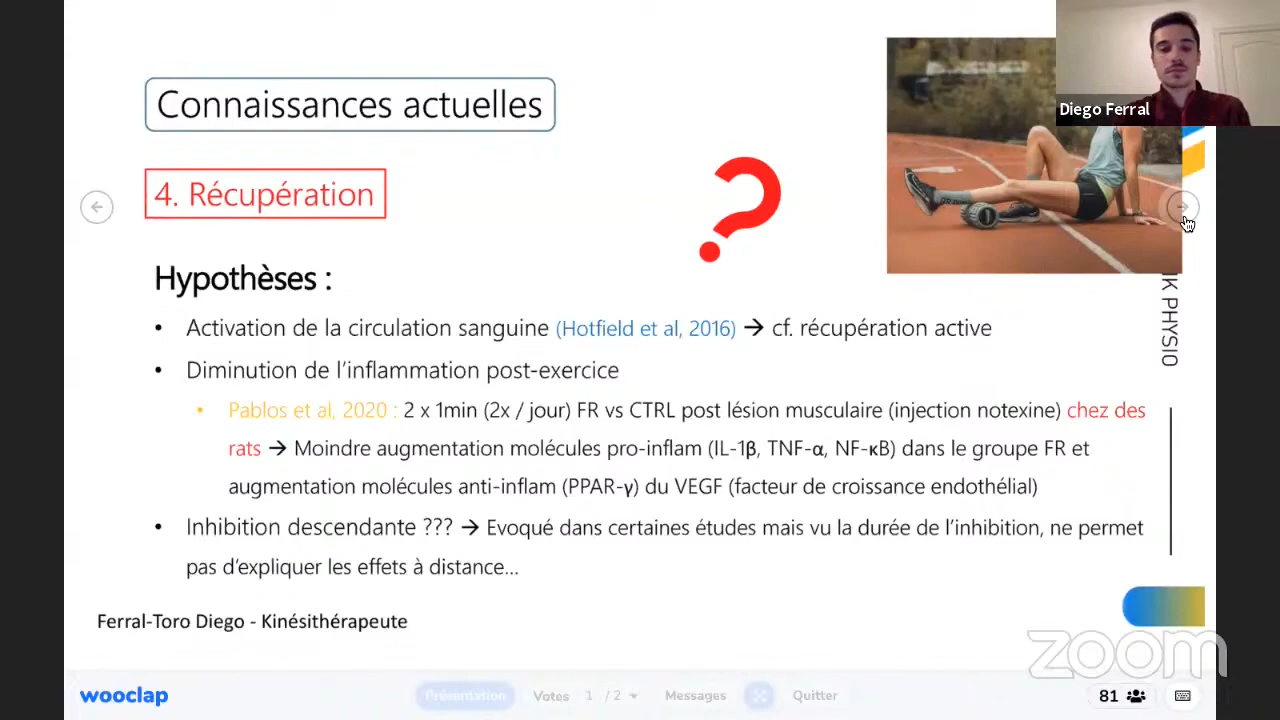 Connaissances actuelles
Diego Ferral
4. Récupération
?
Hypothèses :
• Activation de la circulation sanguine (Hotfield et al, 2016) → cf. récupération active
IK PHYSIO
• Diminution de l'inflammation post-exercice
• Pablos et al, 2020 : 2 x 1min (2x / jour) FR vs CTRL post lésion musculaire (injection notexine) chez des
rats → Moindre augmentation molécules pro-inflam (IL-1β, TNF-α, NF-κB) dans le groupe FR et
augmentation molécules anti-inflam (PPAR-γ) du VEGF (facteur de croissance endothélial)
• Inhibition descendante ??? → Evoqué dans certaines études mais vu la durée de l'inhibition, ne permet
pas d'expliquer les effets à distance...
Ferral-Toro Diego - Kinésithérapeute
zoom
wooclap Présentation Votes 1 / 2 Messages Quitter 81